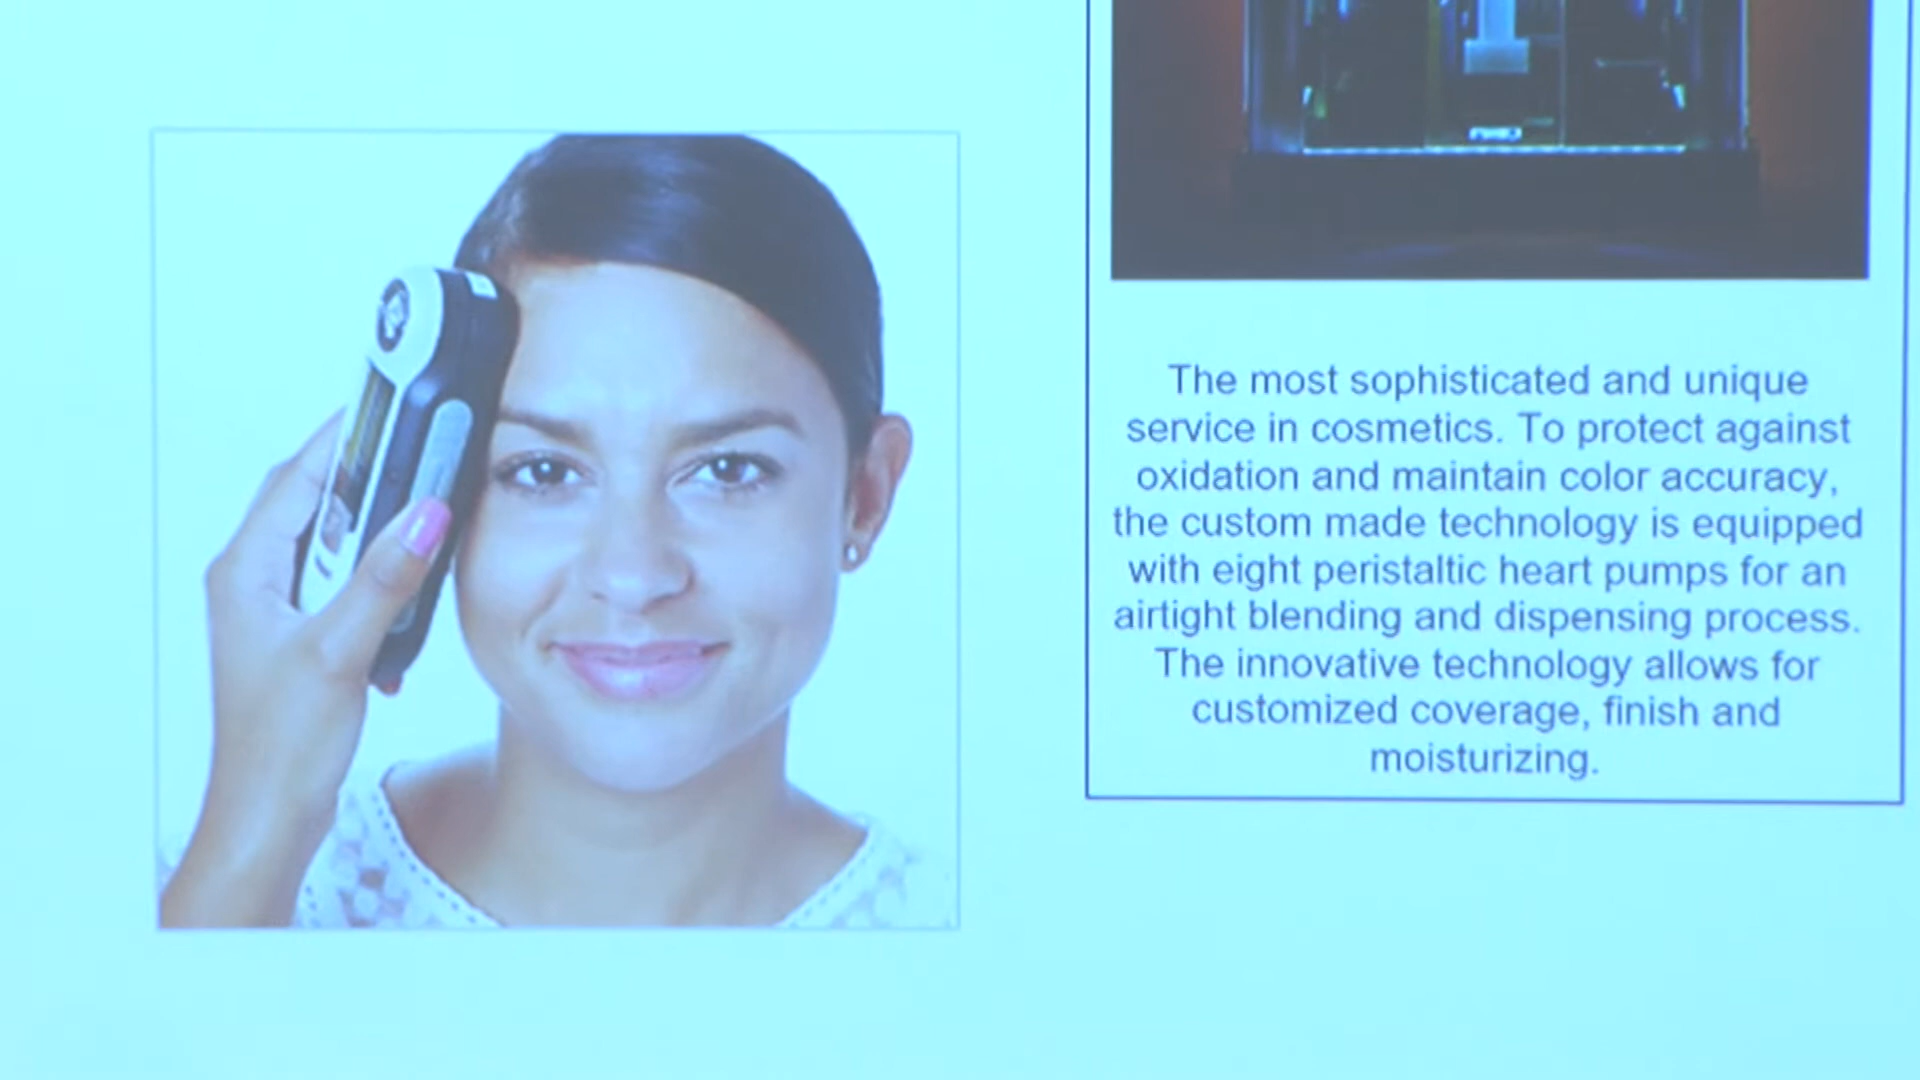 The most sophisticated and unique
service in cosmetics. To protect against
oxidation and maintain color accuracy,
the custom made technology is equipped
with eight peristaltic heart pumps for an
airtight blending and dispensing process.
The innovative technology allows for
customized coverage, finish and
moisturizing.